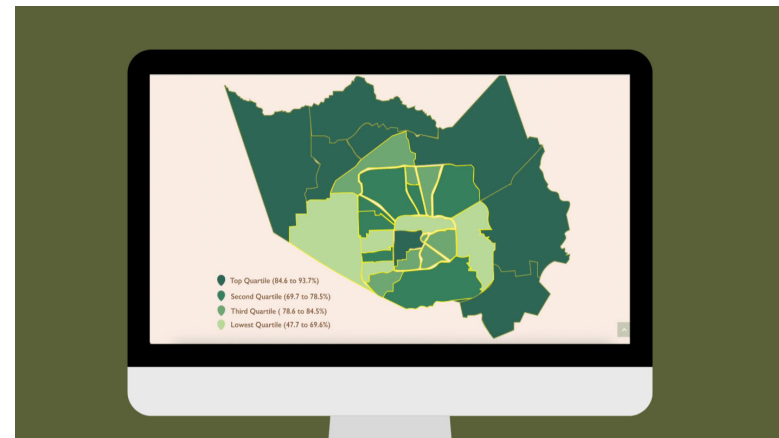 Top Quartile (84.6 to 93.7%)
Second Quartile (69.7 to 78.5%)
Third Quartile ( 78.6 to 84.5%)
Lowest Quartile (47.7 to 69.6%)